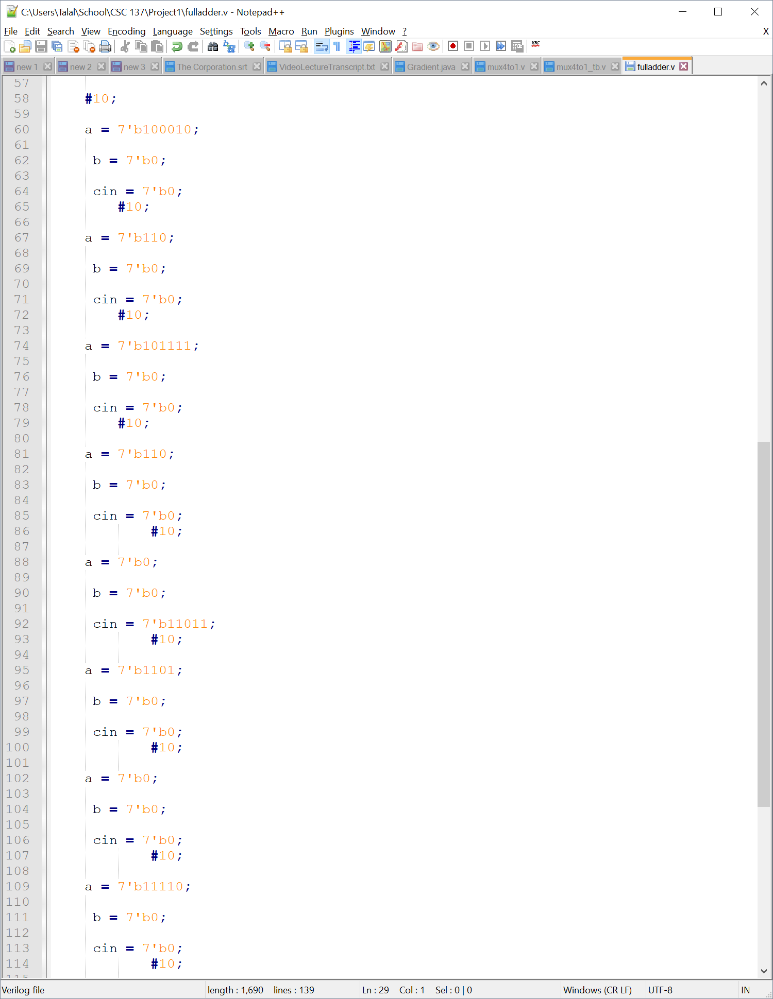 C:\Users\Talal\School\CSC 137\Project1\fulladder.v - Notepad++
File Edit Search View Encoding Language Settings Tools Macro Run Plugins Window ? X
ABC
new 1 new 2 new 3 The Corporation.srt VideoLectureTranscript.txt Gradient.java mux4to1.v mux4to1_tb.v fulladder.v
57
58 #10;
59
60 a = 7'b100010;
61
62 b = 7'b0;
63
64 cin = 7'b0;
65 #10;
66
67 a = 7'b110;
68
69 b = 7'b0;
70
71 cin = 7'b0;
72 #10;
73
74 a = 7'b101111;
75
76 b = 7'b0;
77
78 cin = 7'b0;
79 #10;
80
81 a = 7'b110;
82
83 b = 7'b0;
84
85 cin = 7'b0;
86 #10;
87
88 a = 7'b0;
89
90 b = 7'b0;
91
92 cin = 7'b11011;
93 #10;
94
95 a = 7'b1101;
96
97 b = 7'b0;
98
99 cin = 7'b0;
100 #10;
101
102 a = 7'b0;
103
104 b = 7'b0;
105
106 cin = 7'b0;
107 #10;
108
109 a = 7'b11110;
110
111 b = 7'b0;
112
113 cin = 7'b0;
114 #10;
115
Verilog file length : 1,690 lines : 139 Ln : 29 Col : 1 Sel : 0 | 0 Windows (CR LF) UTF-8 IN